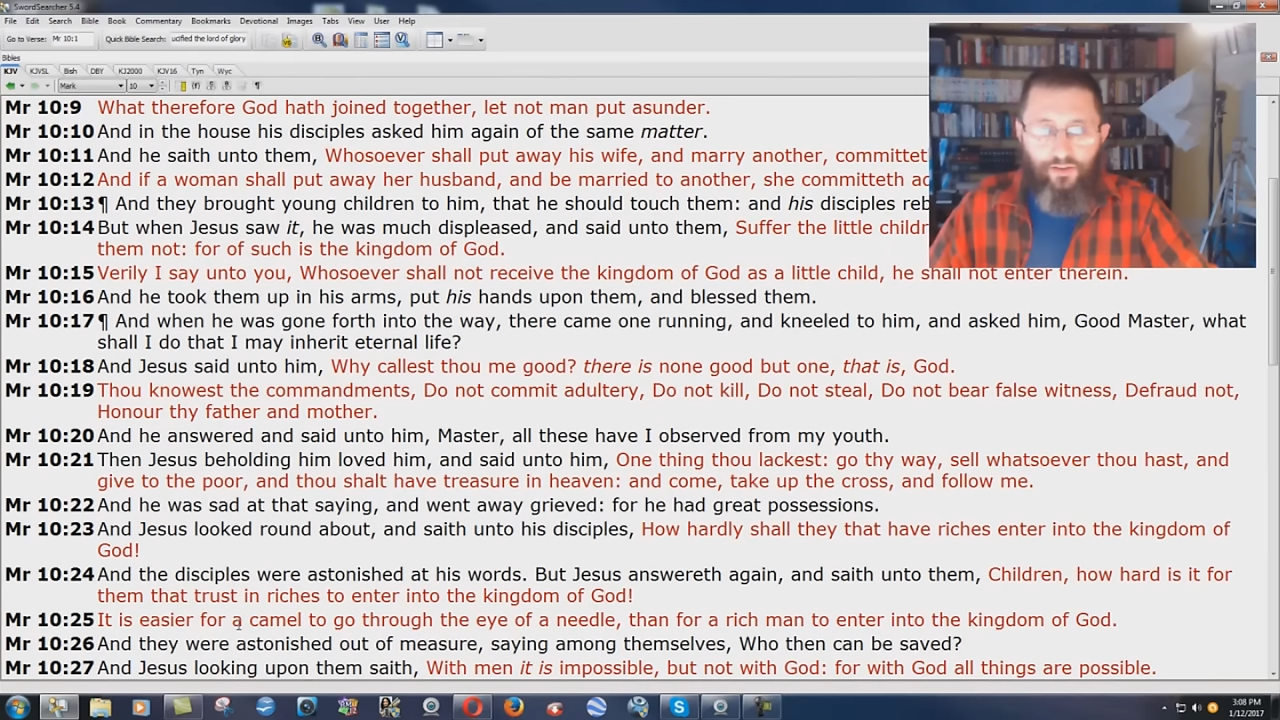 SwordSearcher 5.4
File Edit Search Bible Book Commentary Bookmarks Devotional Images Tabs View User Help
Go to Verse: Mr 10:1 Quick Bible Search: ucified the lord of glory
Bibles
KJV KJVSL Bish DBY KJ2000 KJV16 Tyn Wyc
Mark 10
Mr 10:9 What therefore God hath joined together, let not man put asunder.
Mr 10:10 And in the house his disciples asked him again of the same matter.
Mr 10:11 And he saith unto them, Whosoever shall put away his wife, and marry another, committet
Mr 10:12 And if a woman shall put away her husband, and be married to another, she committeth ad
Mr 10:13 ¶ And they brought young children to him, that he should touch them: and his disciples reb
Mr 10:14 But when Jesus saw it, he was much displeased, and said unto them, Suffer the little childr
them not: for of such is the kingdom of God.
Mr 10:15 Verily I say unto you, Whosoever shall not receive the kingdom of God as a little child, he shall not enter therein.
Mr 10:16 And he took them up in his arms, put his hands upon them, and blessed them.
Mr 10:17 ¶ And when he was gone forth into the way, there came one running, and kneeled to him, and asked him, Good Master, what
shall I do that I may inherit eternal life?
Mr 10:18 And Jesus said unto him, Why callest thou me good? there is none good but one, that is, God.
Mr 10:19 Thou knowest the commandments, Do not commit adultery, Do not kill, Do not steal, Do not bear false witness, Defraud not,
Honour thy father and mother.
Mr 10:20 And he answered and said unto him, Master, all these have I observed from my youth.
Mr 10:21 Then Jesus beholding him loved him, and said unto him, One thing thou lackest: go thy way, sell whatsoever thou hast, and
give to the poor, and thou shalt have treasure in heaven: and come, take up the cross, and follow me.
Mr 10:22 And he was sad at that saying, and went away grieved: for he had great possessions.
Mr 10:23 And Jesus looked round about, and saith unto his disciples, How hardly shall they that have riches enter into the kingdom of
God!
Mr 10:24 And the disciples were astonished at his words. But Jesus answereth again, and saith unto them, Children, how hard is it for
them that trust in riches to enter into the kingdom of God!
Mr 10:25 It is easier for a camel to go through the eye of a needle, than for a rich man to enter into the kingdom of God.
Mr 10:26 And they were astonished out of measure, saying among themselves, Who then can be saved?
Mr 10:27 And Jesus looking upon them saith, With men it is impossible, but not with God: for with God all things are possible.
3:08 PM
1/12/2017